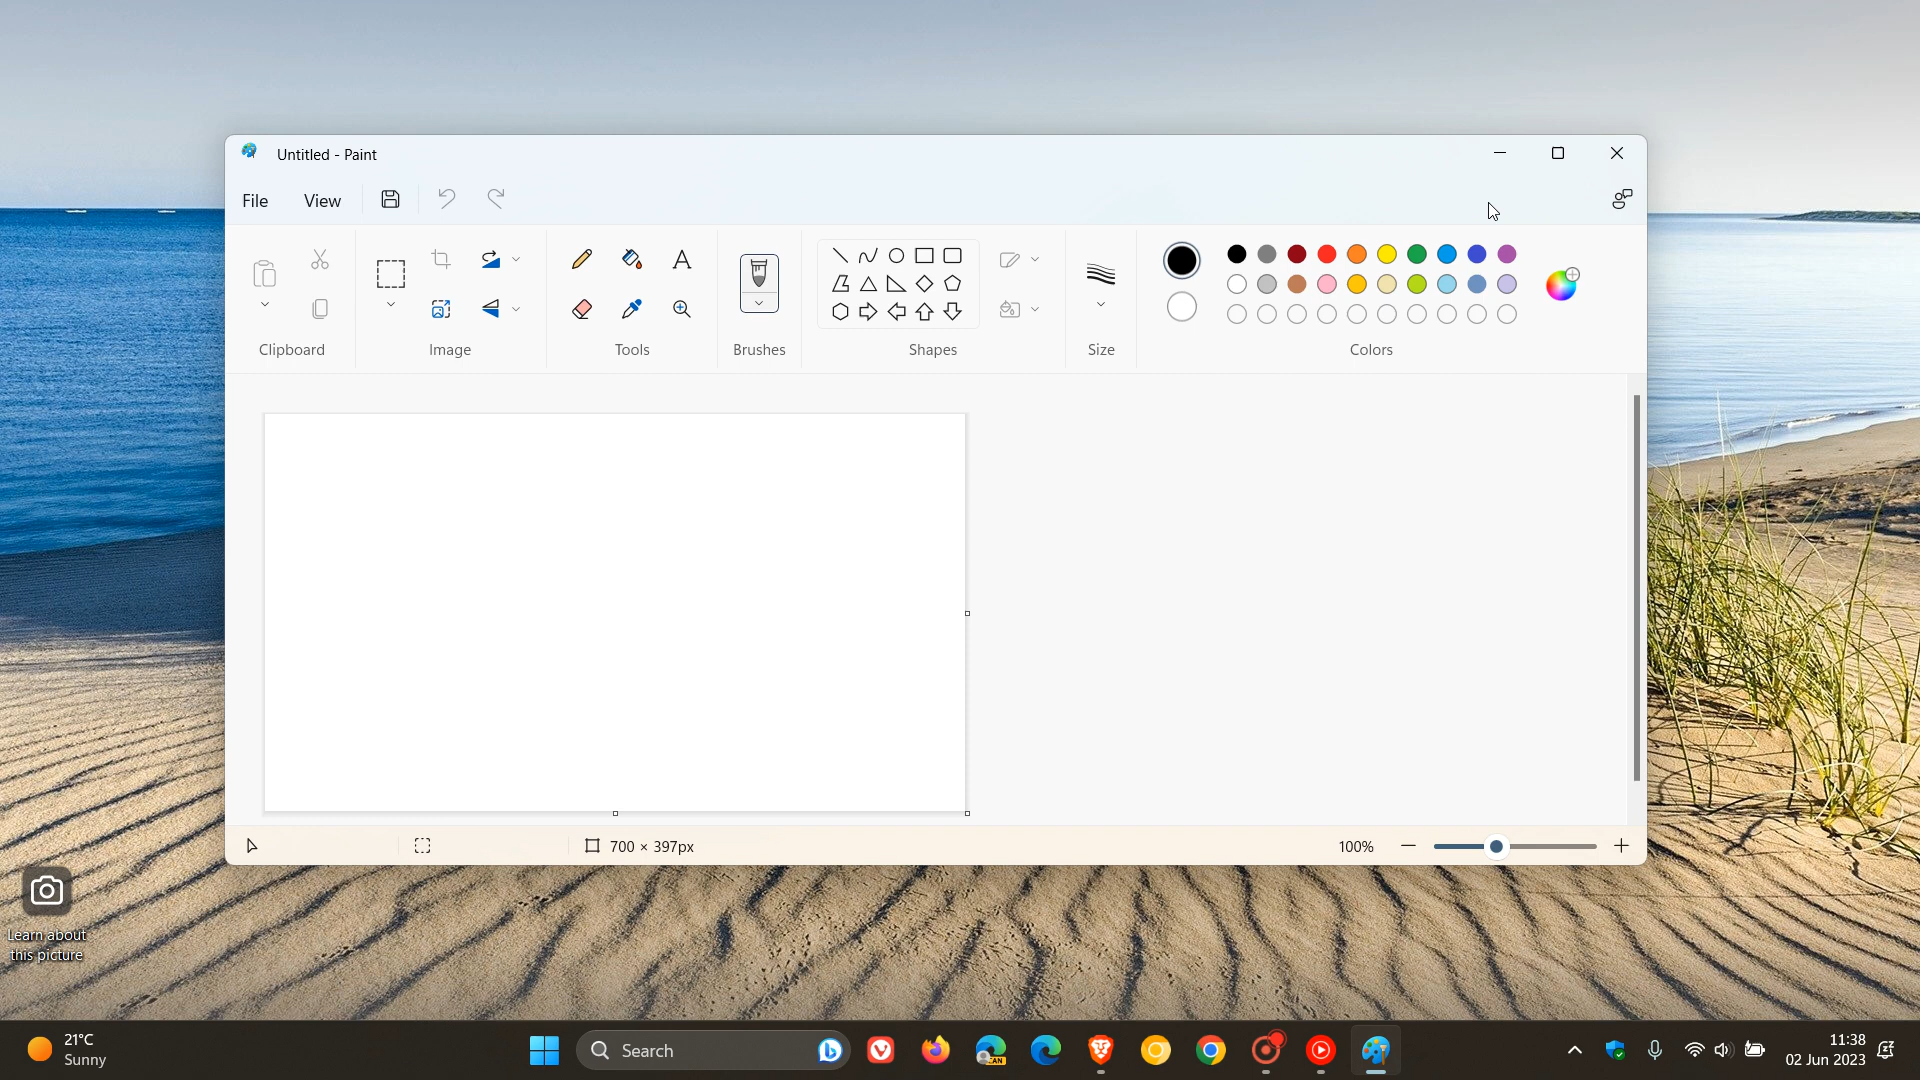 Untitled - Paint
File View
Clipboard Image Tools Brushes Shapes Size Colors
700 × 397px
100%
Learn about
this picture
21°C
Sunny
Search
CAN
11:38
02 Jun 2023